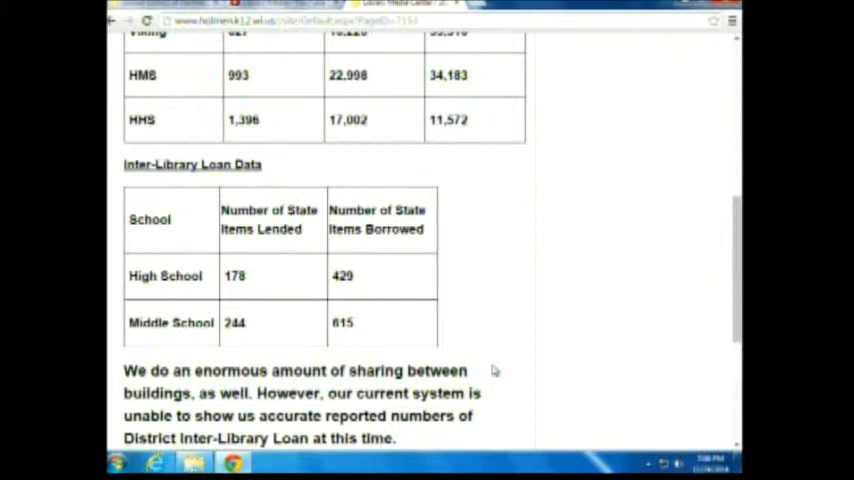 HMS 993 22,998 34,183
HHS 1,396 17,002 11,572
Inter-Library Loan Data
School
Number of State
Items Lended
Number of State
Items Borrowed
High School 178 429
Middle School 244 615
We do an enormous amount of sharing between
buildings, as well. However, our current system is
unable to show us accurate reported numbers of
District Inter-Library Loan at this time.